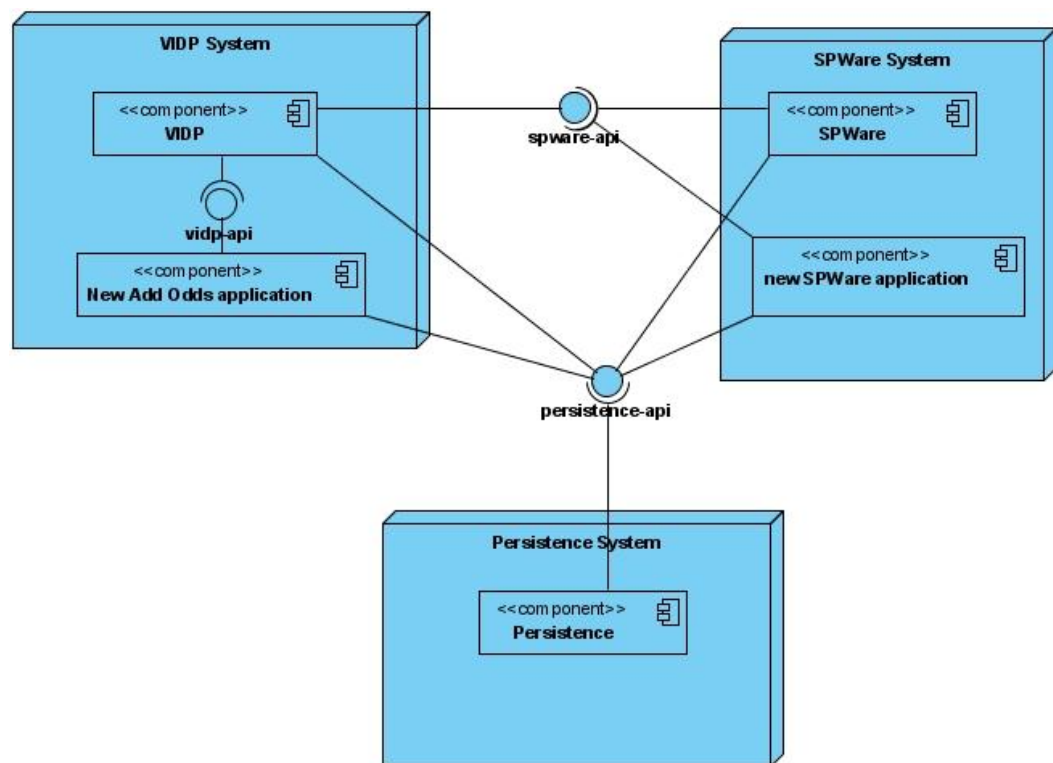 VIDP System
<<component>>
VIDP
vidp-api
<<component>>
New Add Odds application
spware-api
SPWare System
<<component>>
SPWare
<<component>>
new SPWare application
persistence-api
Persistence System
<<component>>
Persistence